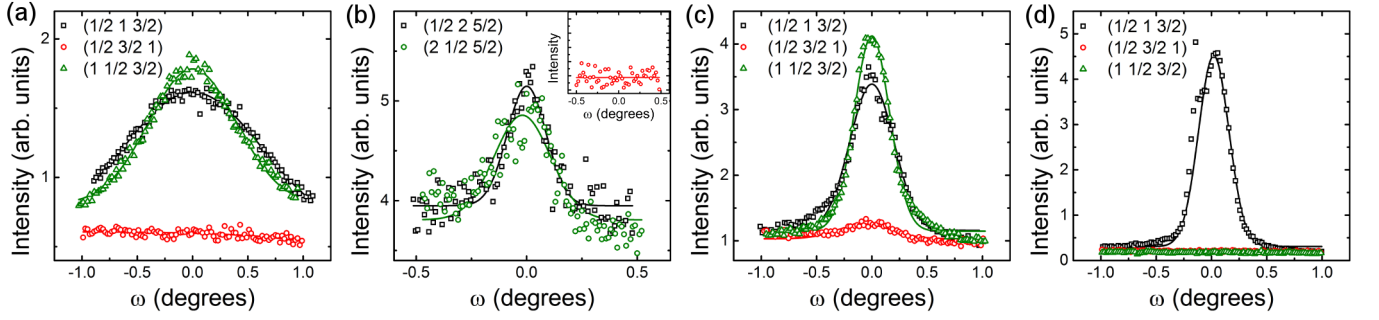 (a)
(1/2 1 3/2)
(1/2 3/2 1)
(1 1/2 3/2)
Intensity (arb. units)
2
1
-1.0 -0.5 0.0 0.5 1.0
ω (degrees)
(b)
(1/2 2 5/2)
(2 1/2 5/2)
Intensity (arb. units)
5
4
-0.5 0.0 0.5
ω (degrees)
Intensity
-0.5 0.0 0.5
ω (degrees)
(c)
(1/2 1 3/2)
(1/2 3/2 1)
(1 1/2 3/2)
Intensity (arb. units)
4
3
2
1
-1.0 -0.5 0.0 0.5 1.0
ω (degrees)
(d)
(1/2 1 3/2)
(1/2 3/2 1)
(1 1/2 3/2)
Intensity (arb. units)
5
4
3
2
1
0
-1.0 -0.5 0.0 0.5 1.0
ω (degrees)